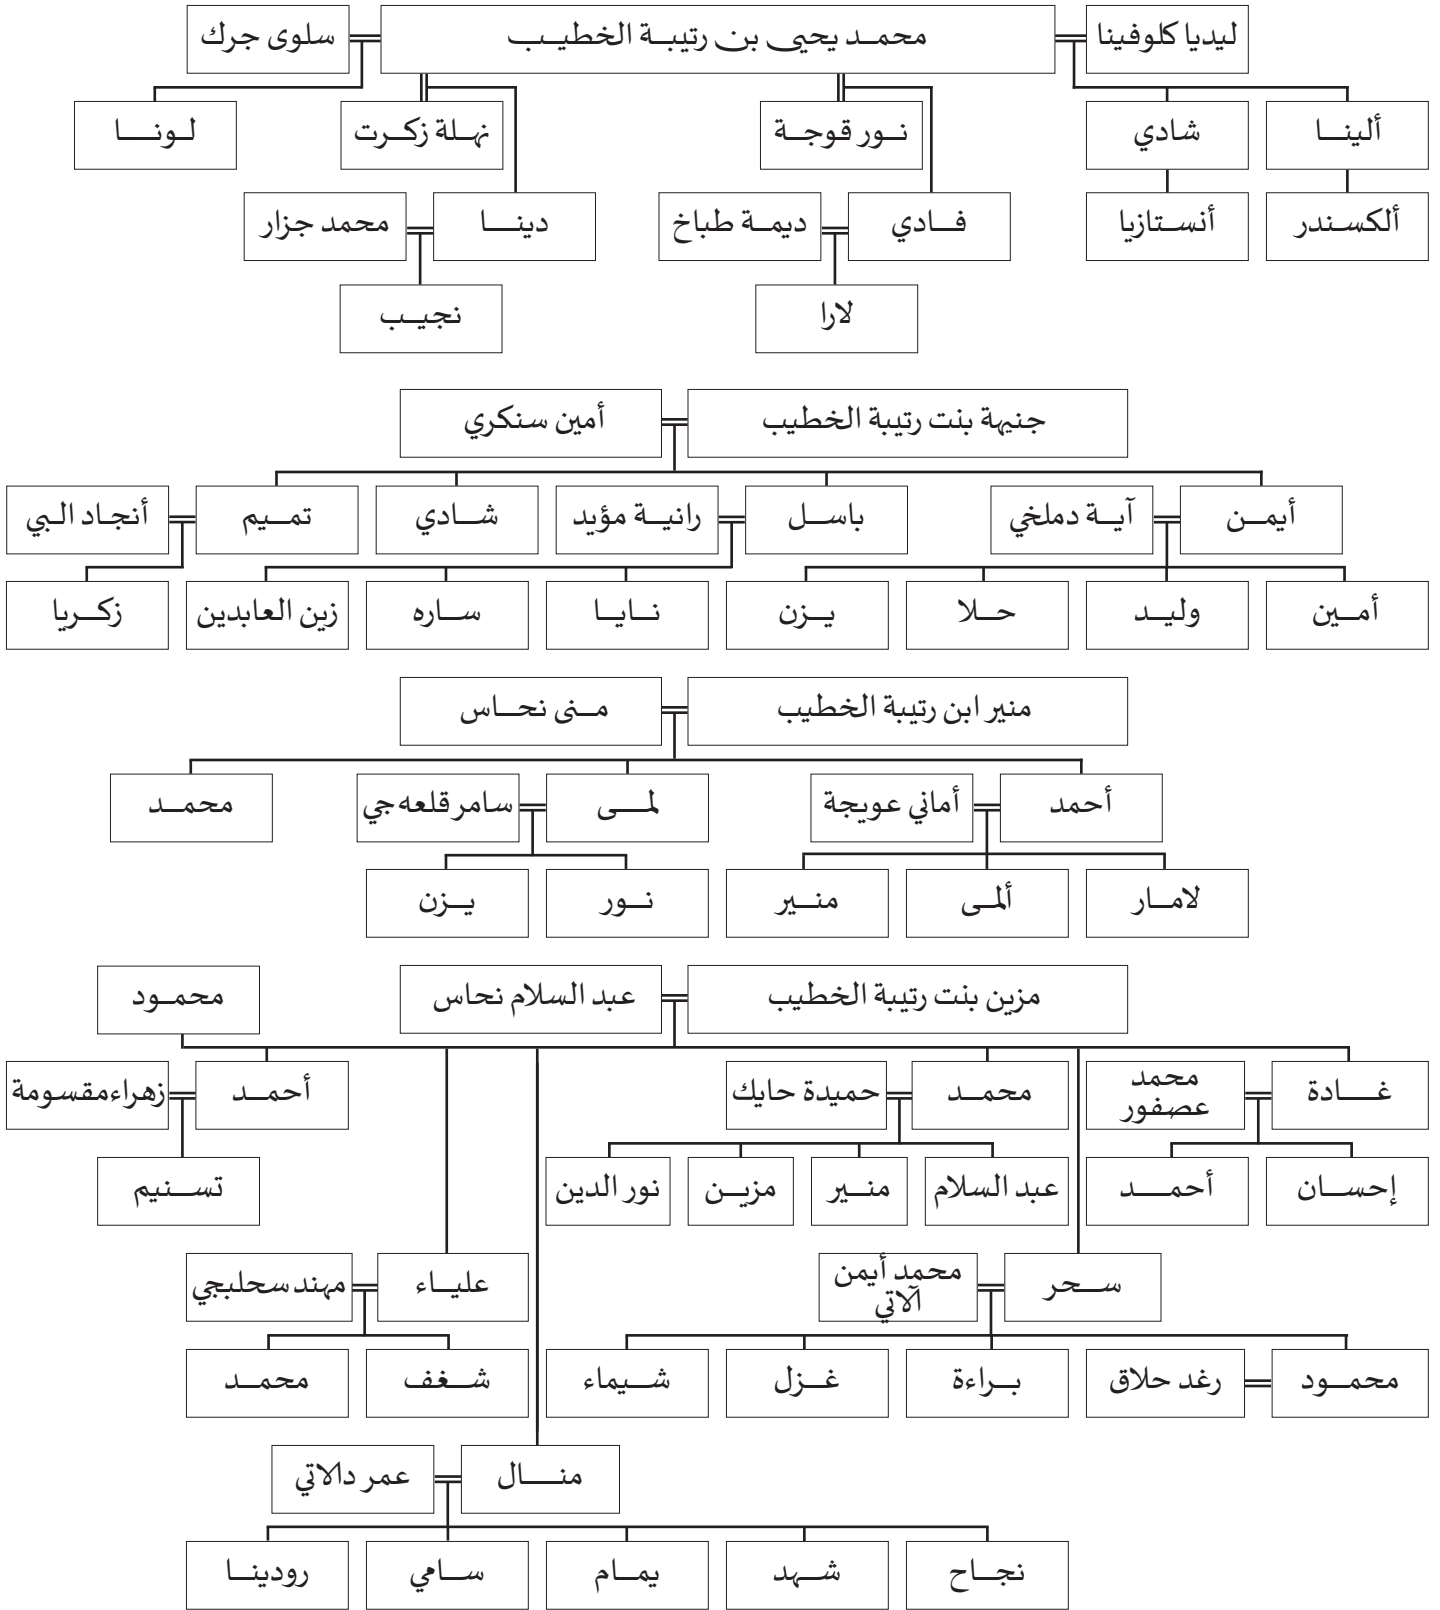 ليديا كلوفينا
محمد يحيى بن رتيبة الخطيب
سلوى جرك
ألينا
شادي
نور قوجة
نهلة زكرت
لونا
ألكسندر
أنستازيا
فادي
ديمة طباخ
دينا
محمد جزار
لارا
نجيب
جنيهة بنت رتيبة الخطيب
أمين سنكري
أيمن
آية دملخي
باسل
رانية مؤيد
شادي
تميم
أنجاد البي
أمين
وليد
حلا
يزن
نايا
ساره
زين العابدين
زكريا
منير ابن رتيبة الخطيب
منى نحاس
أحمد
أماني عويجة
لمى
سامر قلعه جي
محمد
لامار
ألمى
منير
نور
يزن
مزين بنت رتيبة الخطيب
عبد السلام نحاس
محمود
غادة
محمد
عصفور
محمد
حميدة حايك
أحمد
زهراء مقسومة
إحسان
أحمد
عبد السلام
منير
مزين
نور الدين
تسنيم
سحر
محمد أيمن
آلاتي
علياء
مهند سحلبجي
محمود
رغد حلاق
براءة
غزل
شيماء
شغف
محمد
منال
عمر دالاتي
نجاح
شهد
يمام
سامي
رودينا